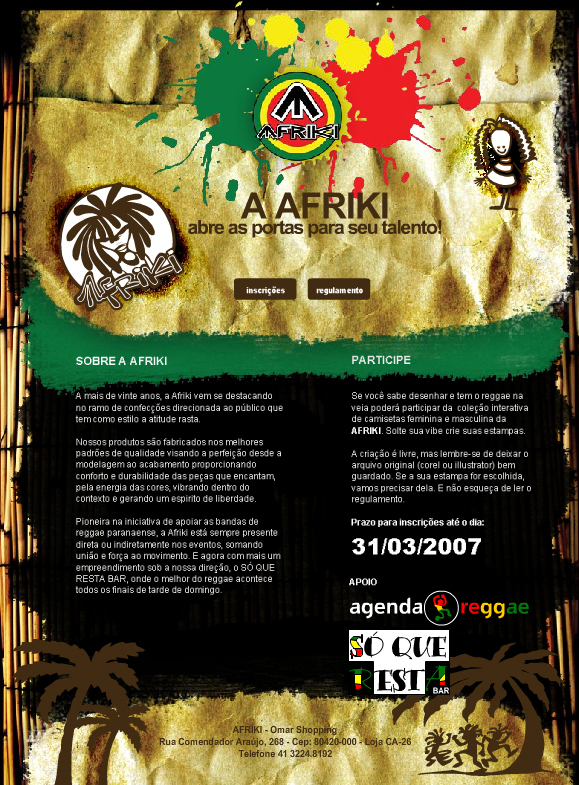 AFRIKI
A AFRIKI
abre as portas para seu talento!
AFRIKI
inscrições
regulamento
SOBRE A AFRIKI
A mais de vinte anos, a Afriki vem se destacando
no ramo de confecções direcionada ao público que
tem como estilo a atitude rasta.
Nossos produtos são fabricados nos melhores
padrões de qualidade visando a perfeição desde a
modelagem ao acabamento proporcionando
conforto e durabilidade das peças que encantam,
pela energia das cores, vibrando dentro do
contexto e gerando um espirito de liberdade.
Pioneira na iniciativa de apoiar as bandas de
reggae paranaense, a Afriki está sempre presente
direta ou indiretamente nos eventos, somando
união e força ao movimento. E agora com mais um
empreendimento sob a nossa direção, o SÓ QUE
RESTA BAR, onde o melhor do reggae acontece
todos os finais de tarde de domingo.
PARTICIPE
Se você sabe desenhar e tem o reggae na
veia poderá participar da coleção interativa
de camisetas feminina e masculina da
AFRIKI. Solte sua vibe crie suas estampas.
A criação é livre, mas lembre-se de deixar o
arquivo original (corel ou illustrator) bem
guardado. Se a sua estampa for escolhida,
vamos precisar dela. E não esqueça de ler o
regulamento.
Prazo para inscrições até o dia:
31/03/2007
APOIO
agenda reggae
SÓ QUE
RESTA
BAR
AFRIKI - Omar Shopping
Rua Comendador Araújo, 268 - Cep: 80420-000 - Loja CA-26
Telefone 41 3224.8192